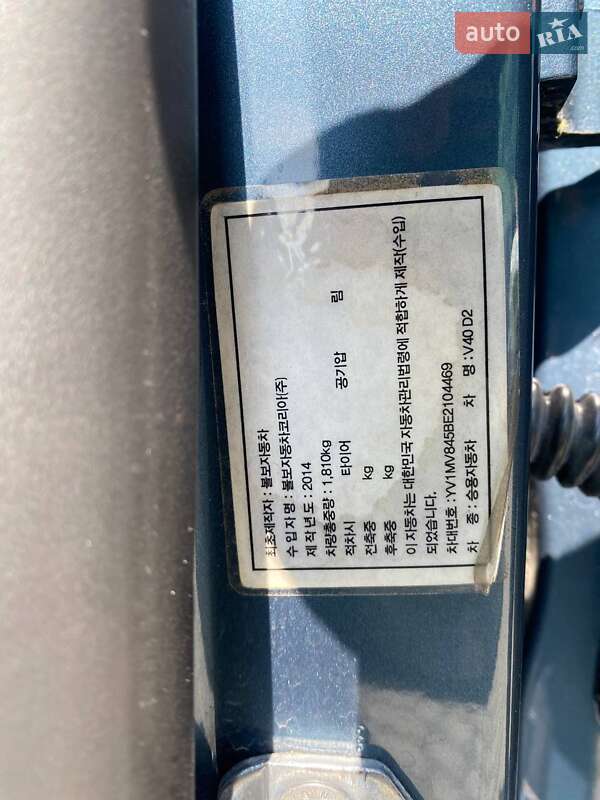 auto RIA.com
최초제작자 : 볼보자동차
수 입 자 명 : 볼보자동차코리아(주)
제 작 년 도 : 2014
차량총중량 : 1,810kg
적차시 타이어 공기압 림
전축중 kg
후축중 kg
이 자동차는 대한민국 자동차관리법령에 적합하게 제작(수입)
되었습니다.
차대번호 : YV1MV845BE2104469
차 종 : 승용자동차 차 명 : V40 D2